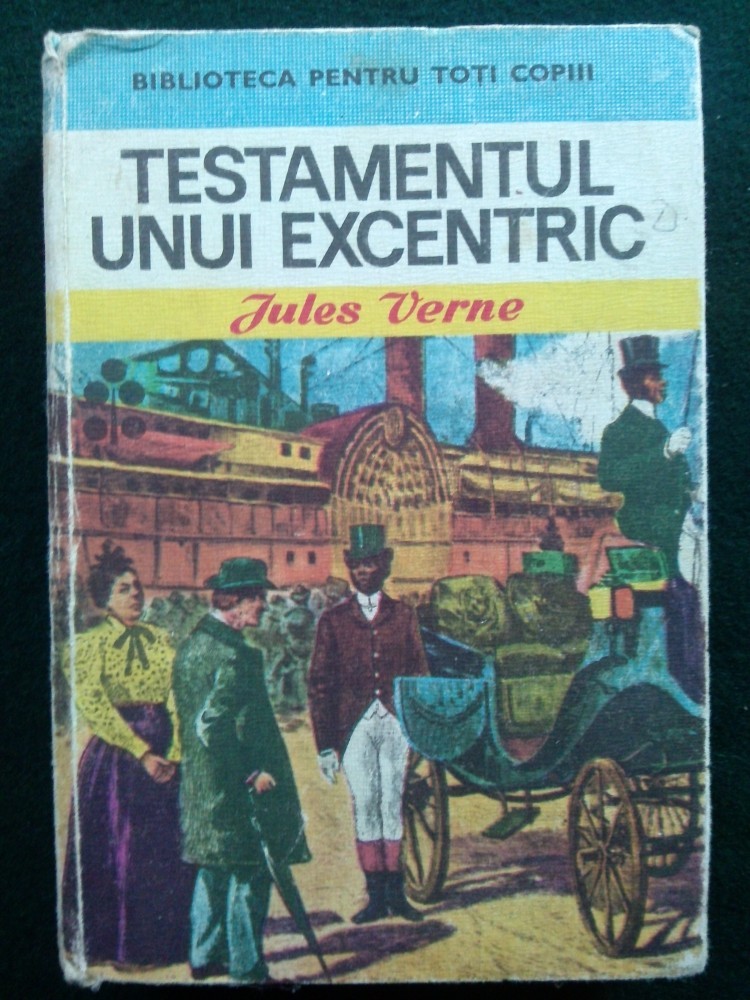 BIBLIOTECA PENTRU TOTI COPIII
TESTAMENTUL
UNUI EXCENTRIC
Jules Verne